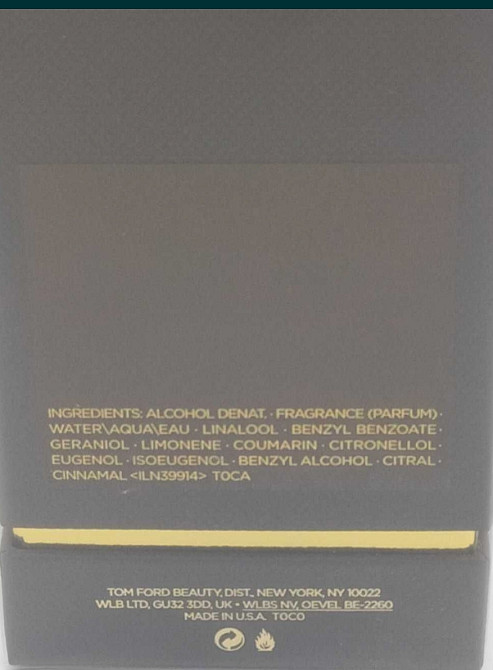 INGREDIENTS: ALCOHOL DENAT. · FRAGRANCE (PARFUM) ·
WATER\AQUA\EAU · LINALOOL · BENZYL BENZOATE ·
GERANIOL · LIMONENE · COUMARIN · CITRONELLOL ·
EUGENOL · ISOEUGENOL · BENZYL ALCOHOL · CITRAL ·
CINNAMAL <ILN39914> T0CA
TOM FORD BEAUTY, DIST., NEW YORK, NY 10022
WLB LTD, GU32 3DD, UK • WLBS NV, OEVEL BE-2260
MADE IN U.S.A. T0C0